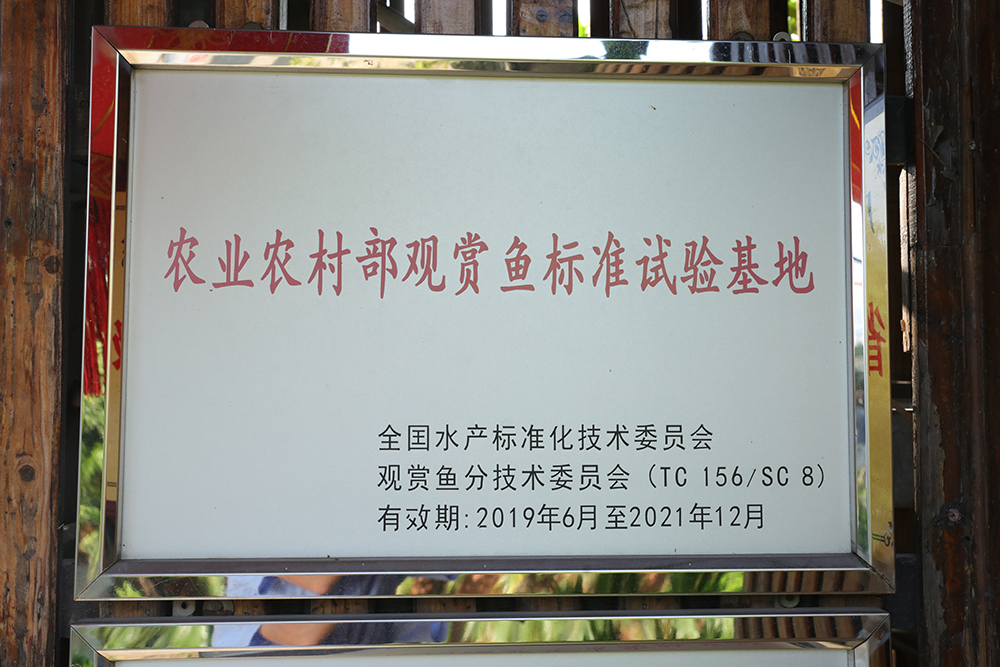 农业农村部观赏鱼标准试验基地
全国水产标准化技术委员会
观赏鱼分技术委员会（TC 156/SC 8）
有效期：2019年6月至2021年12月
省